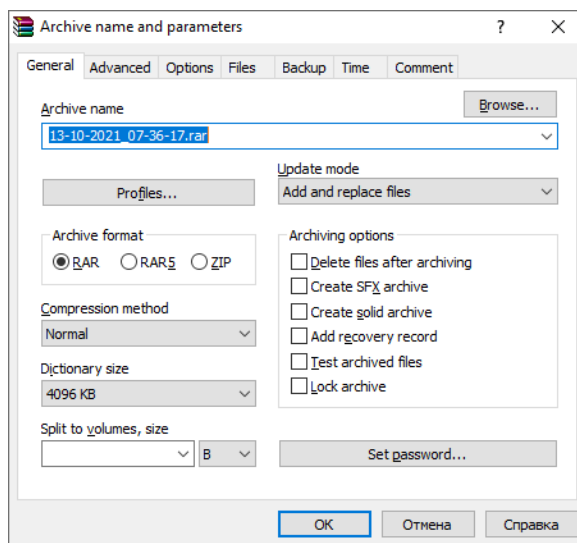 Archive name and parameters
General Advanced Options Files Backup Time Comment
Archive name
Browse...
13-10-2021_07-36-17.rar
Profiles...
Update mode
Add and replace files
Archive format
RAR RAR5 ZIP
Compression method
Normal
Dictionary size
4096 KB
Split to volumes, size
B
Archiving options
Delete files after archiving
Create SFX archive
Create solid archive
Add recovery record
Test archived files
Lock archive
Set password...
OK Отмена Справка